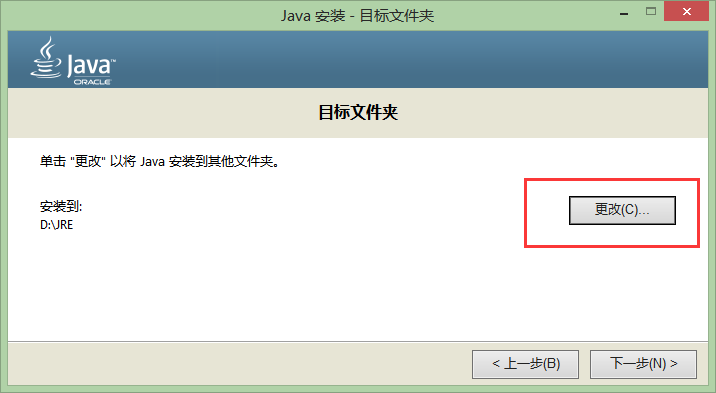 Java 安装 - 目标文件夹
Java™
ORACLE
目标文件夹
单击 "更改" 以将 Java 安装到其他文件夹。
安装到:
D:\JRE
更改(C)...
< 上一步(B)
下一步(N) >